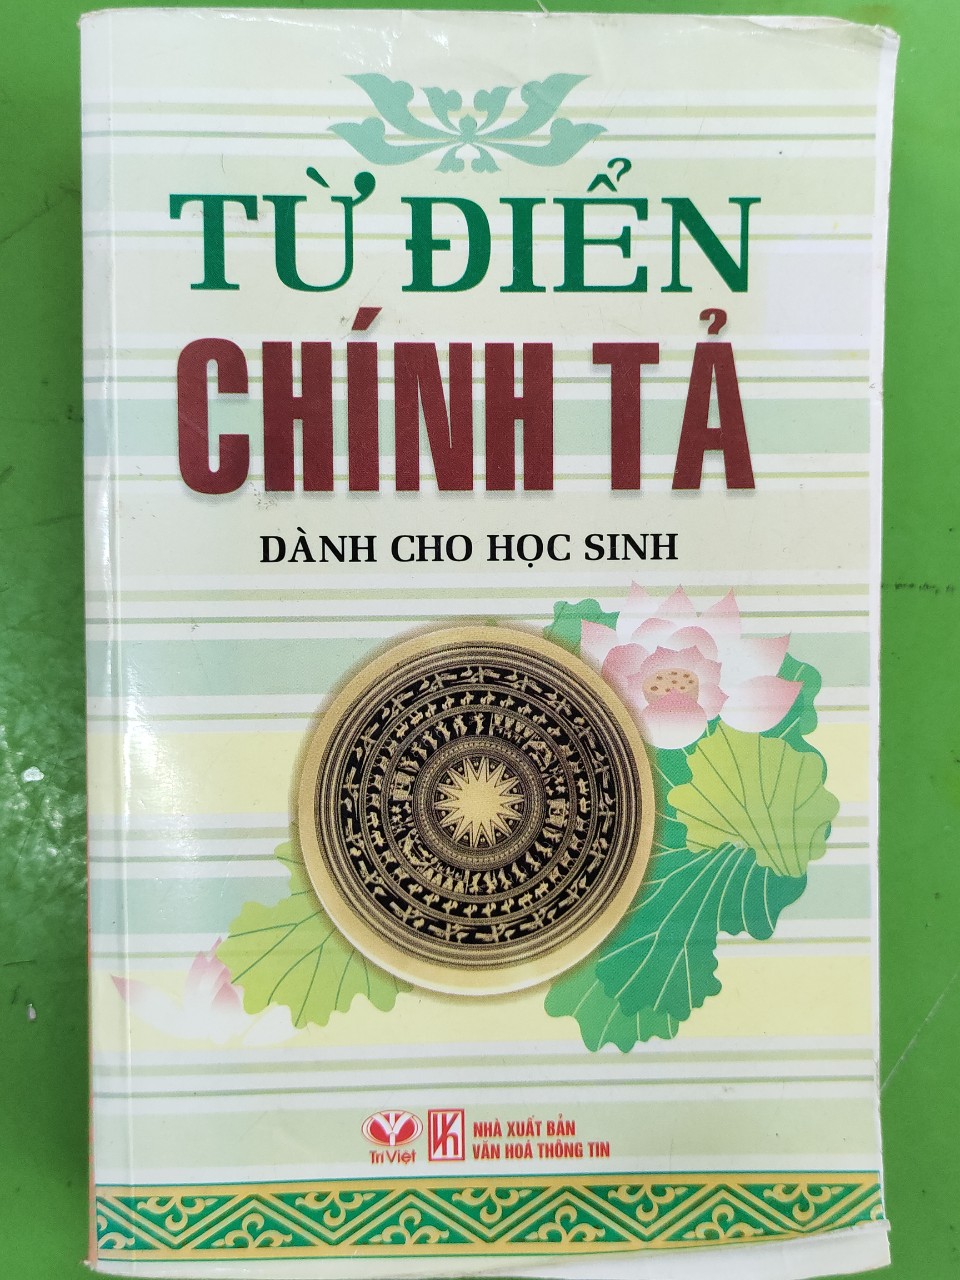 TỪ ĐIỂN
CHÍNH TẢ
DÀNH CHO HỌC SINH
Trí Việt
NHÀ XUẤT BẢN
VĂN HOÁ THÔNG TIN